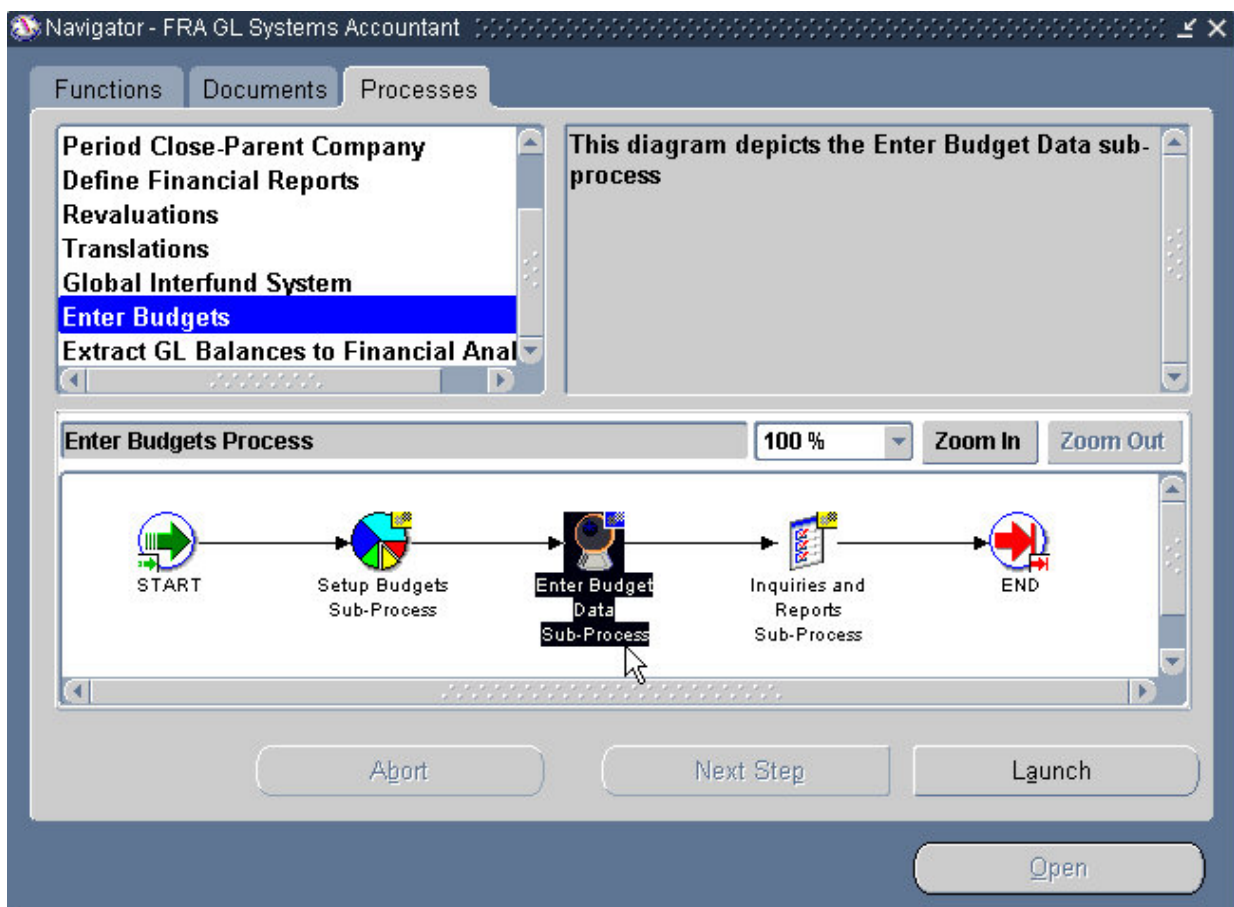 Navigator - FRA GL Systems Accountant
Functions
Documents
Processes
Period Close-Parent Company
Define Financial Reports
Revaluations
Translations
Global Interfund System
Enter Budgets
Extract GL Balances to Financial Anal
This diagram depicts the Enter Budget Data sub-
process
Enter Budgets Process
100 %
Zoom In
Zoom Out
START
Setup Budgets
Sub-Process
Enter Budget
Data
Sub-Process
Inquiries and
Reports
Sub-Process
END
Abort
Next Step
Launch
Open